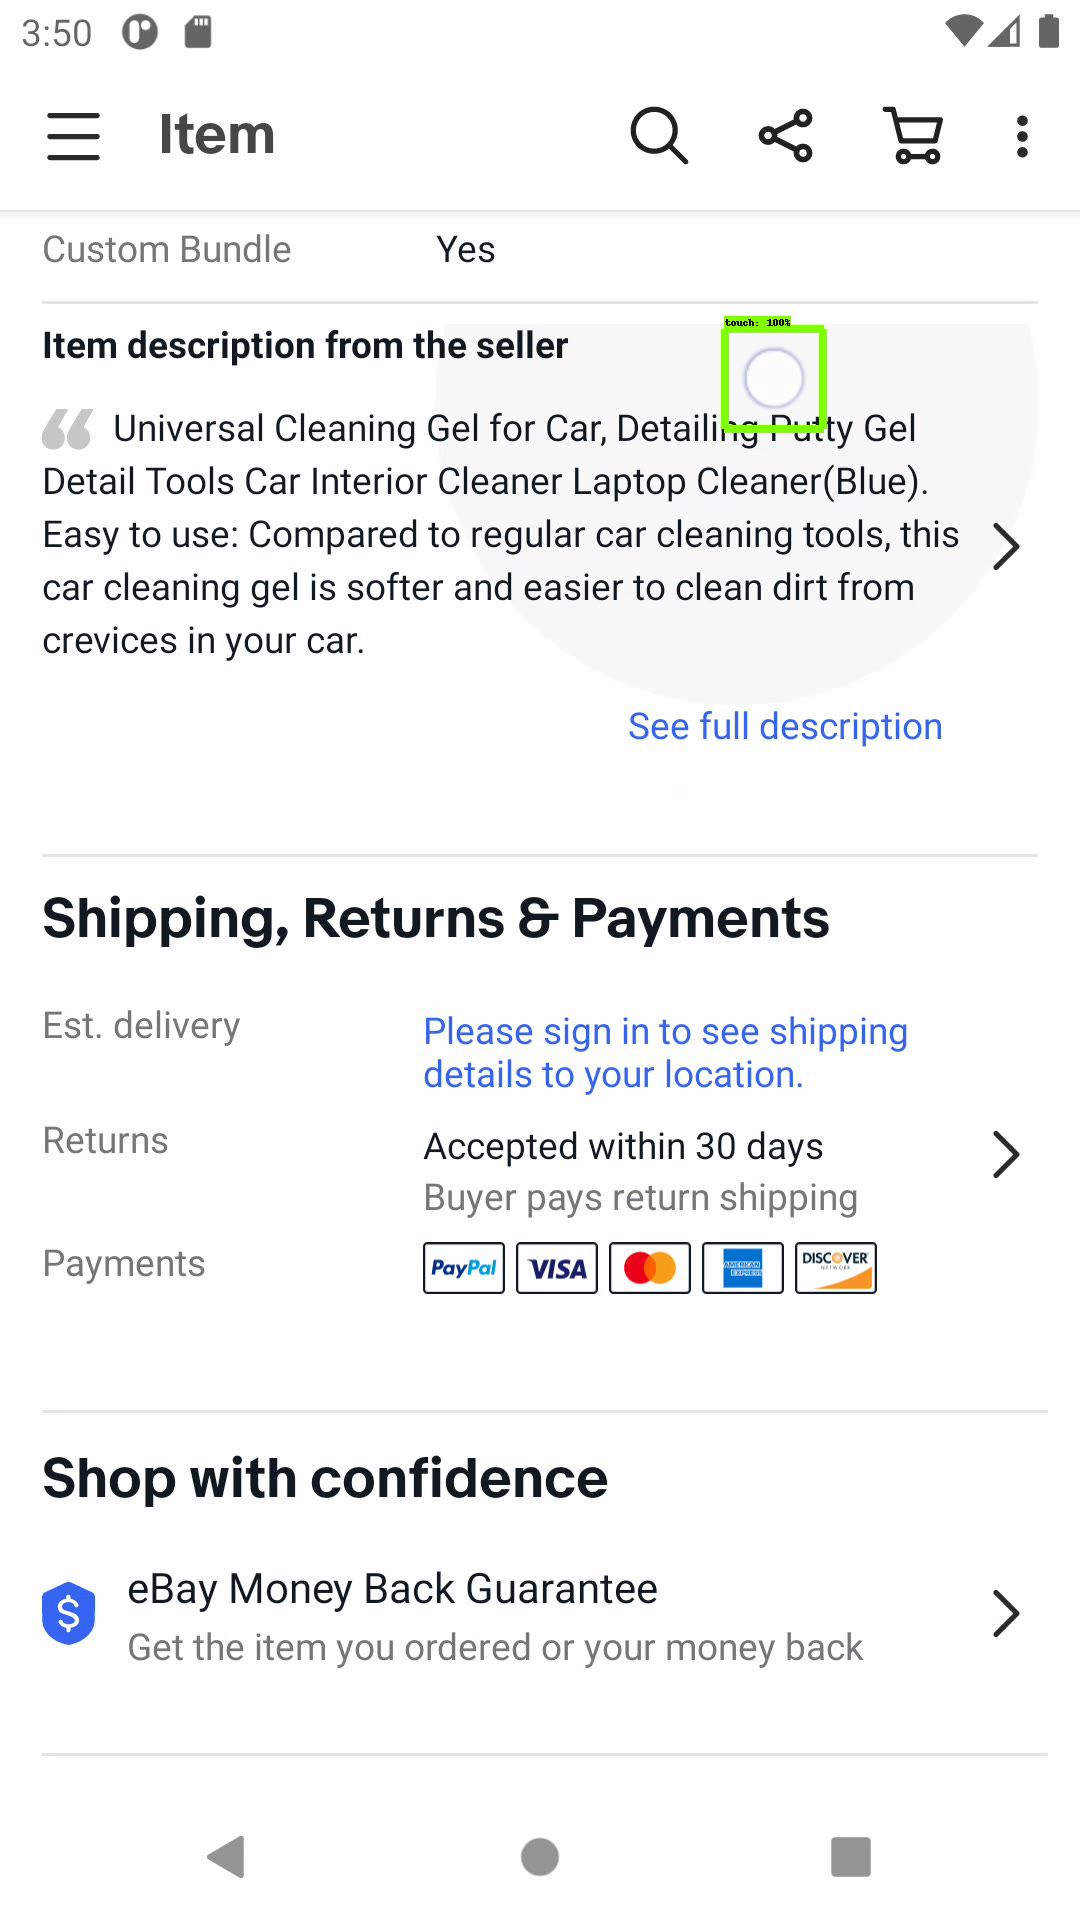 3:50
Item
Custom Bundle Yes
touch: 100%
Item description from the seller
Universal Cleaning Gel for Car, Detailing Putty Gel
Detail Tools Car Interior Cleaner Laptop Cleaner(Blue).
Easy to use: Compared to regular car cleaning tools, this
car cleaning gel is softer and easier to clean dirt from
crevices in your car.
See full description
Shipping, Returns & Payments
Est. delivery Please sign in to see shipping
details to your location.
Returns Accepted within 30 days
Buyer pays return shipping
Payments PayPal VISA AMERICAN EXPRESS DISCOVER NETWORK
Shop with confidence
eBay Money Back Guarantee
Get the item you ordered or your money back